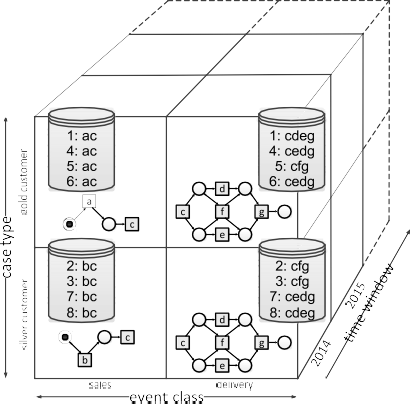 1: ac
4: ac
5: ac
6: ac
1: cdeg
4: cedg
5: cfg
6: cedg
a
c
d
c
f
g
e
gold customer
2: bc
3: bc
7: bc
8: bc
2: cfg
3: cfg
7: cedg
8: cdeg
c
b
d
c
f
g
e
silver customer
case type
sales
delivery
event class
2014
2015
time window